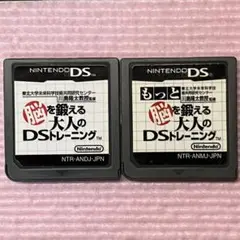 NINTENDO DS™
東北大学未来科学技術共同研究センター
川島隆太教授監修
脳を鍛える
大人の
DSトレーニング
Nintendo
NTR-ANDJ-JPN
NINTENDO DS™
東北大学未来科学技術共同研究センター
川島隆太教授監修
もっと
脳を鍛える
大人の
DSトレーニング
Nintendo
NTR-ANMJ-JPN